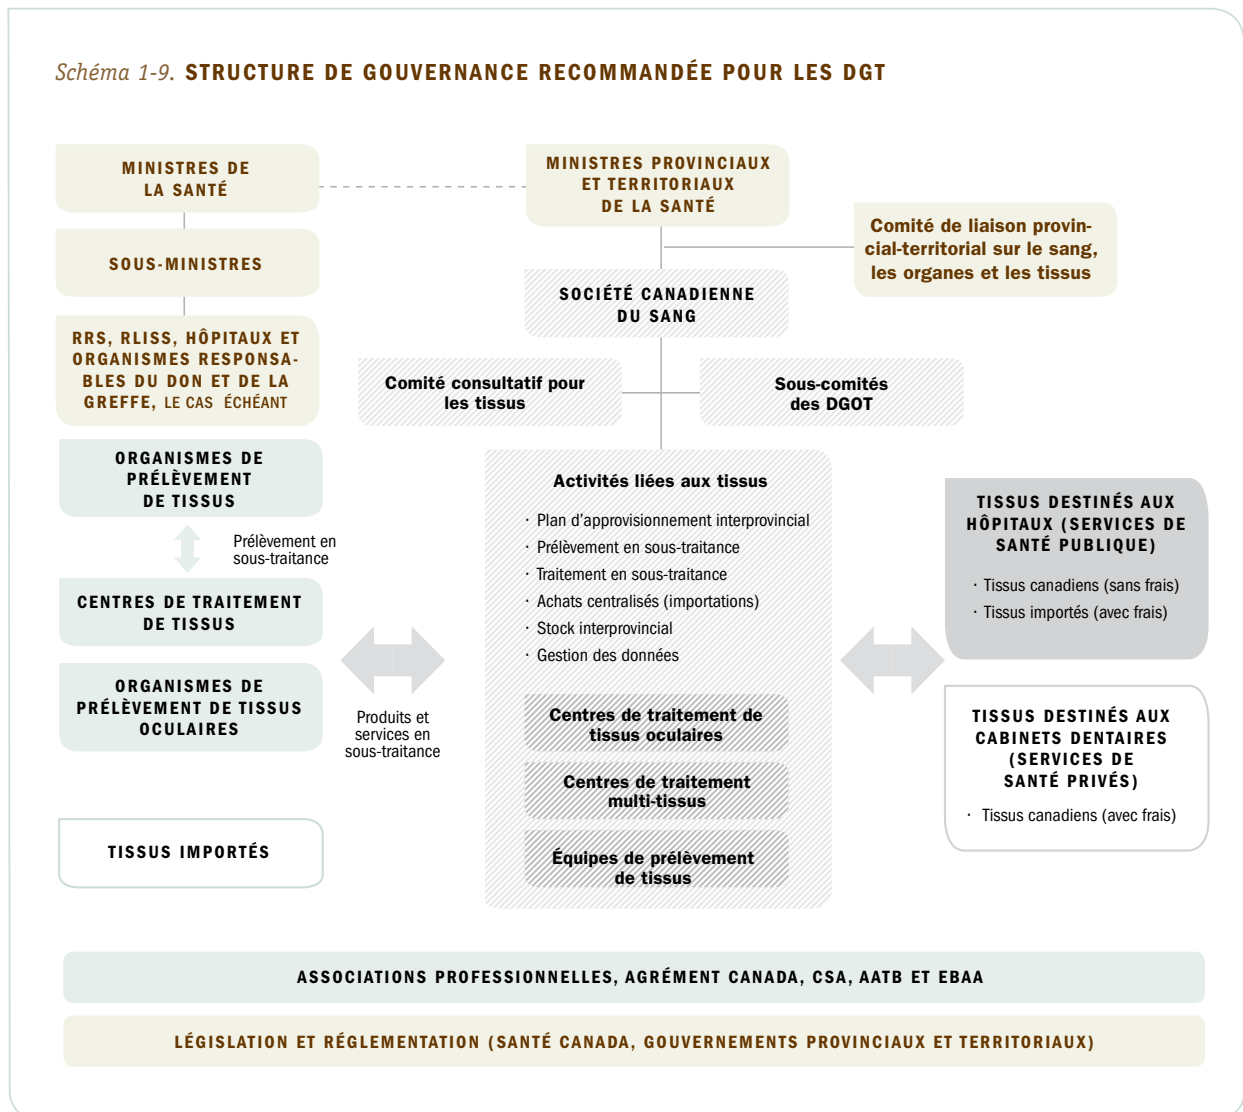 Schéma 1-9. STRUCTURE DE GOUVERNANCE RECOMMANDÉE POUR LES DGT
MINISTRES DE
LA SANTÉ
MINISTRES PROVINCIAUX
ET TERRITORIAUX
DE LA SANTÉ
SOUS-MINISTRES
Comité de liaison provin-
cial-territorial sur le sang,
les organes et les tissus
SOCIÉTÉ CANADIENNE
DU SANG
RRS, RLISS, HÔPITAUX ET
ORGANISMES RESPONSA-
BLES DU DON ET DE LA
GREFFE, LE CAS ÉCHÉANT
Comité consultatif pour
les tissus
Sous-comités
des DGOT
ORGANISMES DE
PRÉLÈVEMENT
DE TISSUS
Prélèvement en
sous-traitance
CENTRES DE TRAITEMENT
DE TISSUS
ORGANISMES DE
PRÉLÈVEMENT DE TISSUS
OCULAIRES
Produits et
services en
sous-traitance
TISSUS IMPORTÉS
Activités liées aux tissus
· Plan d'approvisionnement interprovincial
· Prélèvement en sous-traitance
· Traitement en sous-traitance
· Achats centralisés (importations)
· Stock interprovincial
· Gestion des données
Centres de traitement de
tissus oculaires
Centres de traitement
multi-tissus
Équipes de prélèvement
de tissus
TISSUS DESTINÉS AUX
HÔPITAUX (SERVICES DE
SANTÉ PUBLIQUE)
· Tissus canadiens (sans frais)
· Tissus importés (avec frais)
TISSUS DESTINÉS AUX
CABINETS DENTAIRES
(SERVICES DE
SANTÉ PRIVÉS)
· Tissus canadiens (avec frais)
ASSOCIATIONS PROFESSIONNELLES, AGRÉMENT CANADA, CSA, AATB ET EBAA
LÉGISLATION ET RÉGLEMENTATION (SANTÉ CANADA, GOUVERNEMENTS PROVINCIAUX ET TERRITORIAUX)